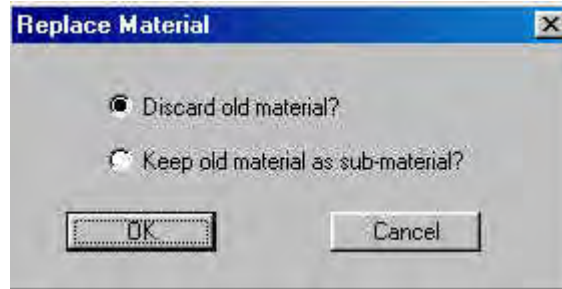 Replace Material
Discard old material?
Keep old material as sub-material?
OK
Cancel